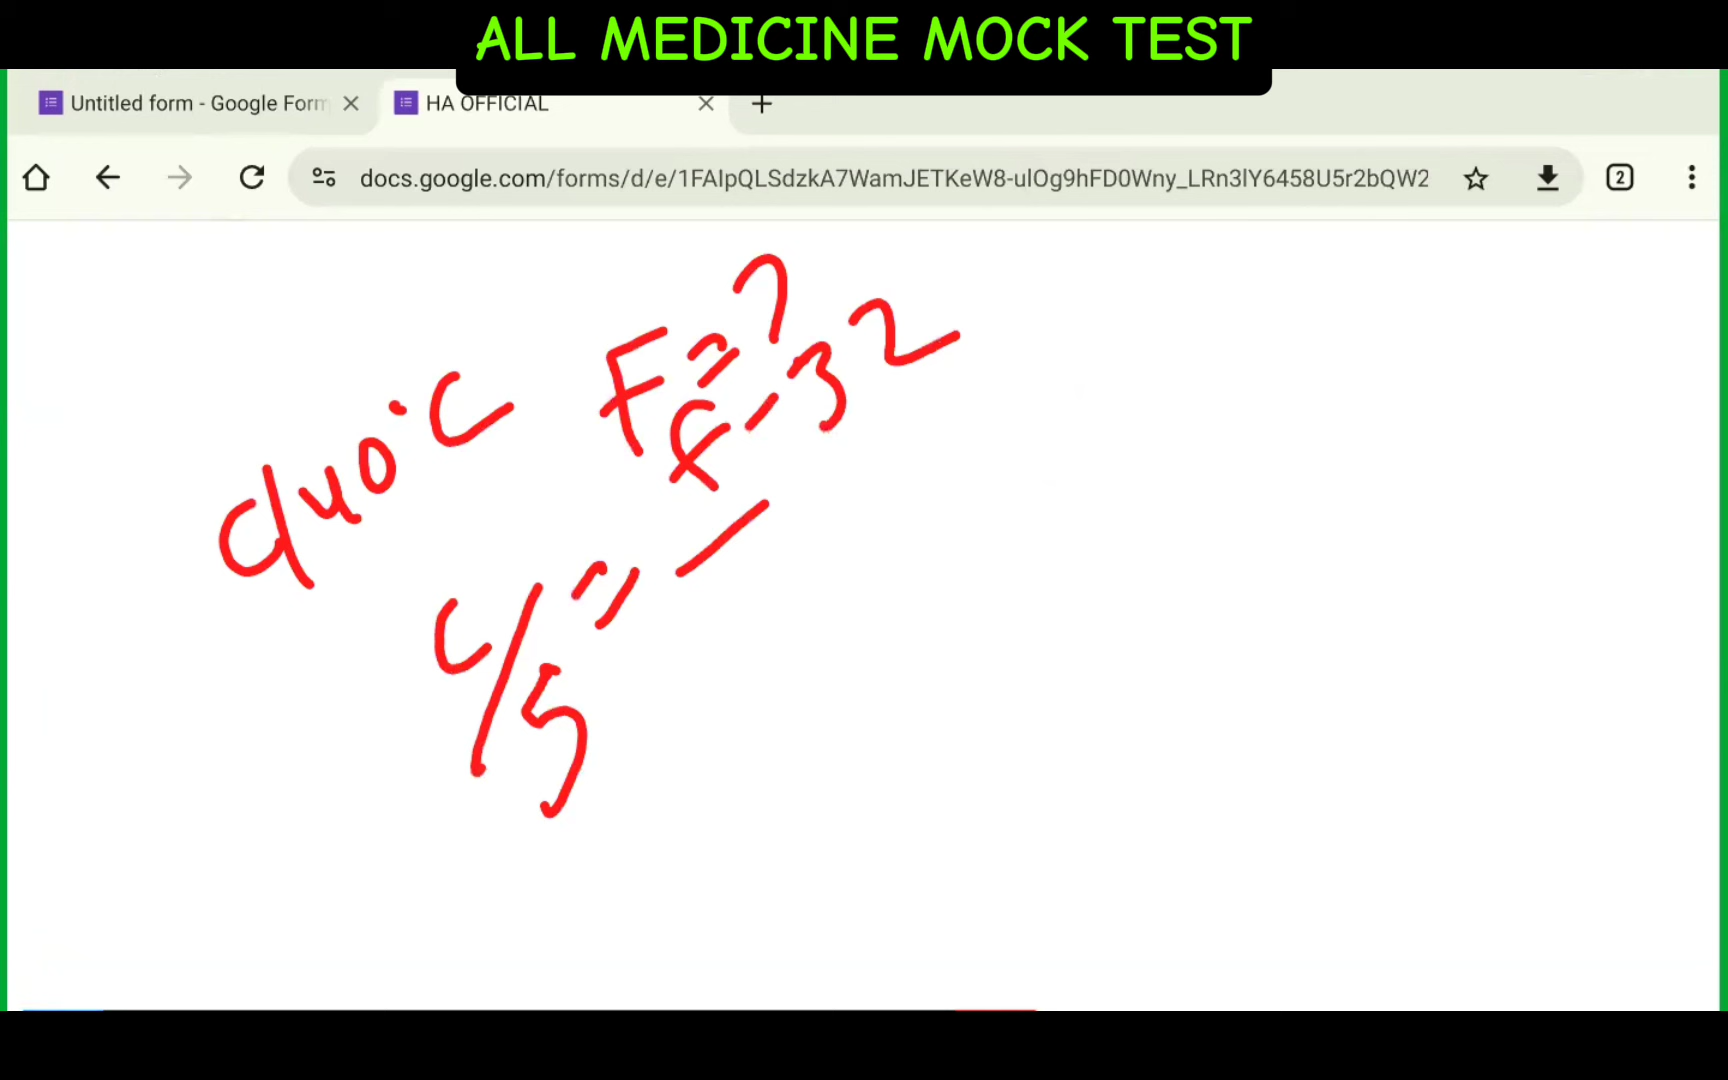 ALL MEDICINE MOCK TEST
Untitled form - Google Form
HA OFFICIAL
docs.google.com/forms/d/e/1FAIpQLSdzkA7WamJETKeW8-ulOg9hFD0Wny_LRn3lY6458U5r2bQW2
2
40°C F=?
C/5 = F-32